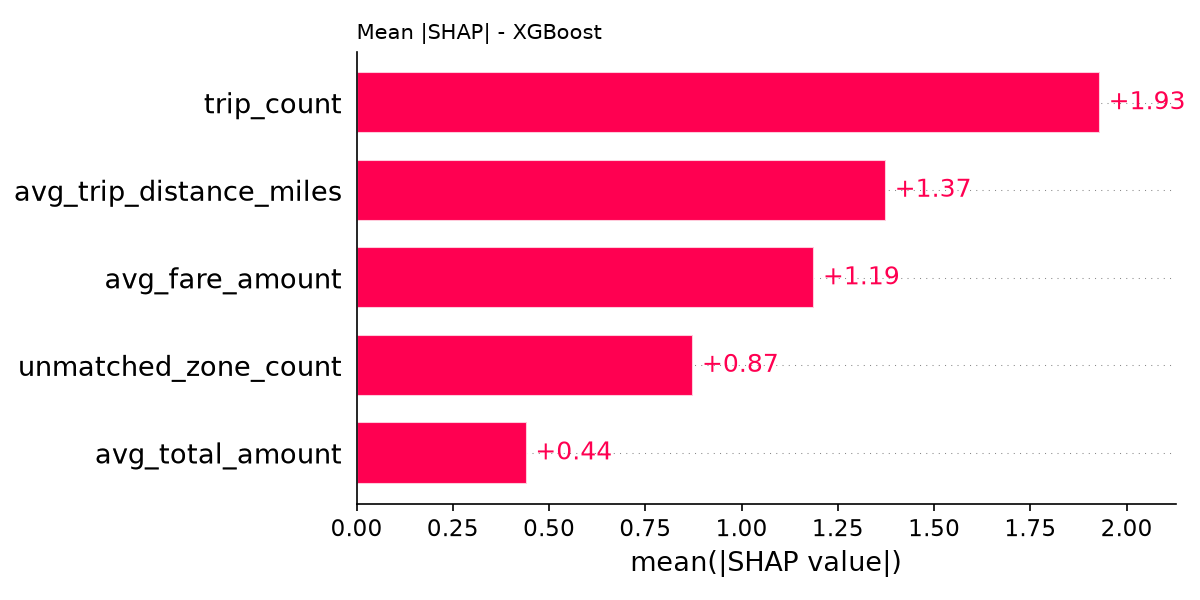 Mean |SHAP| - XGBoost
trip_count +1.93
avg_trip_distance_miles +1.37
avg_fare_amount +1.19
unmatched_zone_count +0.87
avg_total_amount +0.44
0.00 0.25 0.50 0.75 1.00 1.25 1.50 1.75 2.00
mean(|SHAP value|)